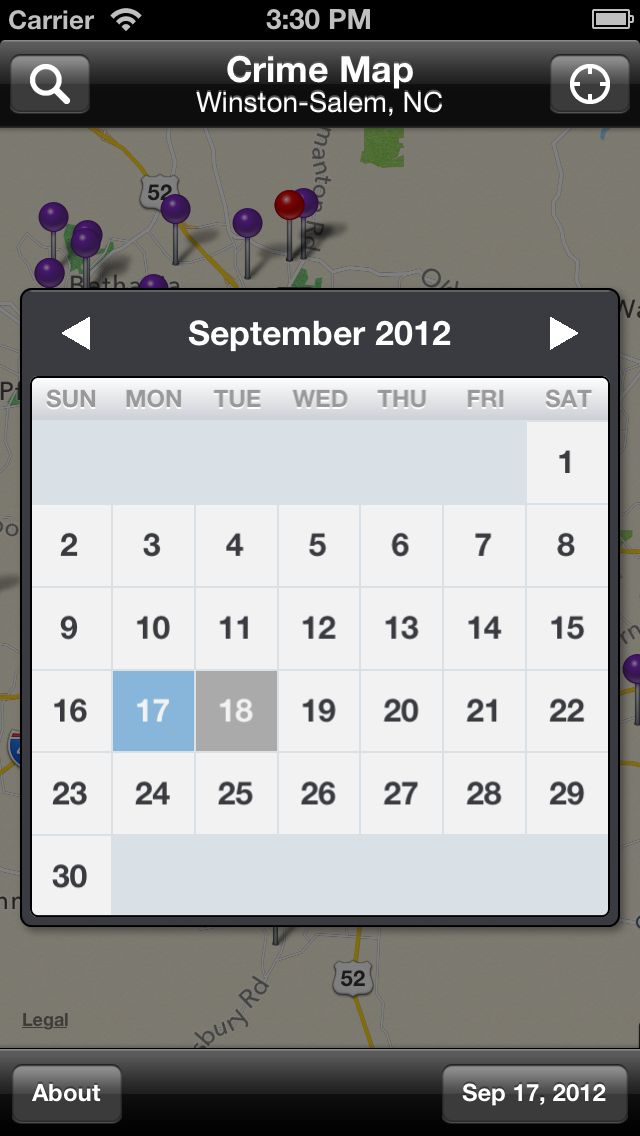 Carrier 3:30 PM
Crime Map
Winston-Salem, NC
52
September 2012
SUN MON TUE WED THU FRI SAT
1
2 3 4 5 6 7 8
9 10 11 12 13 14 15
16 17 18 19 20 21 22
23 24 25 26 27 28 29
30
52
Legal
About Sep 17, 2012